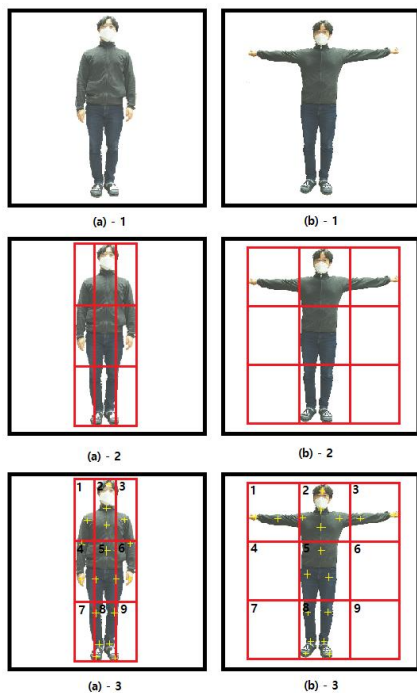 (a) - 1
(b) - 1
(a) - 2
(b) - 2
1 2 3
4 5 6
7 8 9
(a) - 3
1 2 3
4 5 6
7 8 9
(b) - 3